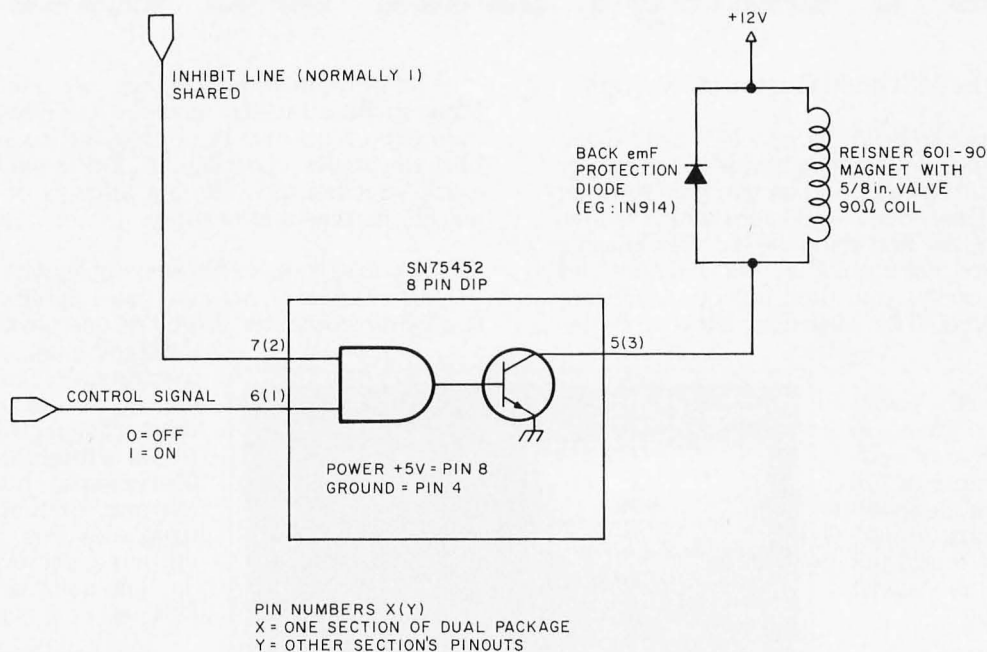 +12V
INHIBIT LINE (NORMALLY 1)
SHARED
BACK emF
PROTECTION
DIODE
(EG: IN914)
REISNER 601-90
MAGNET WITH
5/8 in. VALVE
90Ω COIL
SN75452
8 PIN DIP
7(2)
5(3)
CONTROL SIGNAL
6(1)
0 = OFF
1 = ON
POWER +5V = PIN 8
GROUND = PIN 4
PIN NUMBERS X(Y)
X = ONE SECTION OF DUAL PACKAGE
Y = OTHER SECTION'S PINOUTS